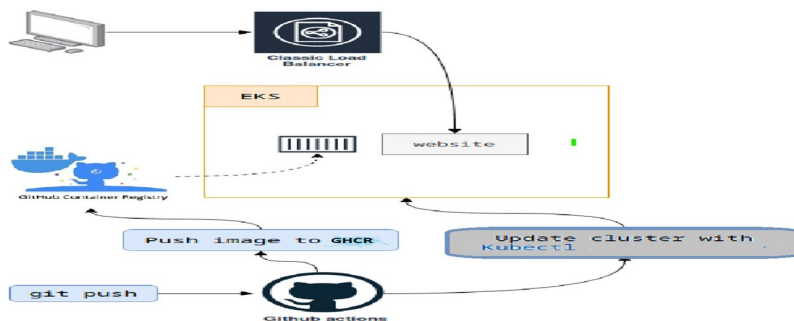 Classic Load
Balancer
EKS
website
GitHub Container Registry
Push image to GHCR
Update cluster with
Kubectl
git push
Github actions